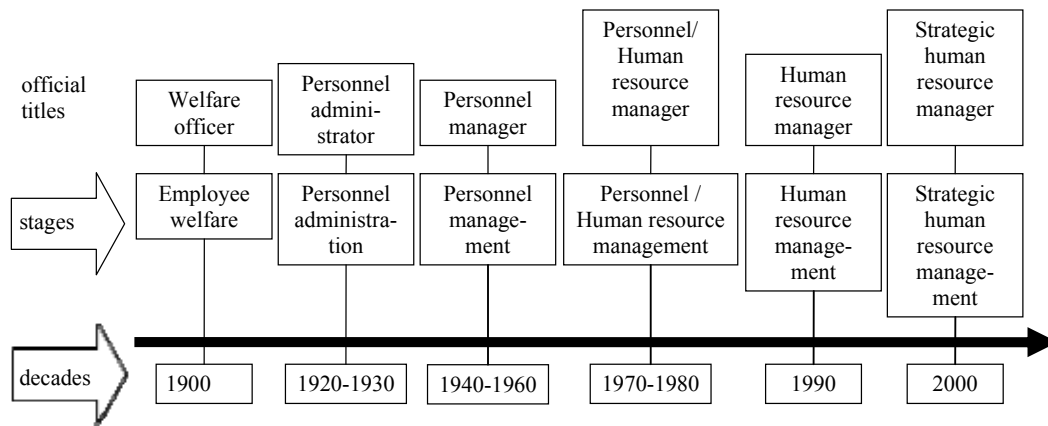 official
titles
Welfare
officer
Personnel
admini-
strator
Personnel
manager
Personnel/
Human
resource
manager
Human
resource
manager
Strategic
human
resource
manager
stages
Employee
welfare
Personnel
administra-
tion
Personnel
manage-
ment
Personnel /
Human resource
management
Human
resource
manage-
ment
Strategic
human
resource
manage-
ment
decades
1900
1920-1930
1940-1960
1970-1980
1990
2000